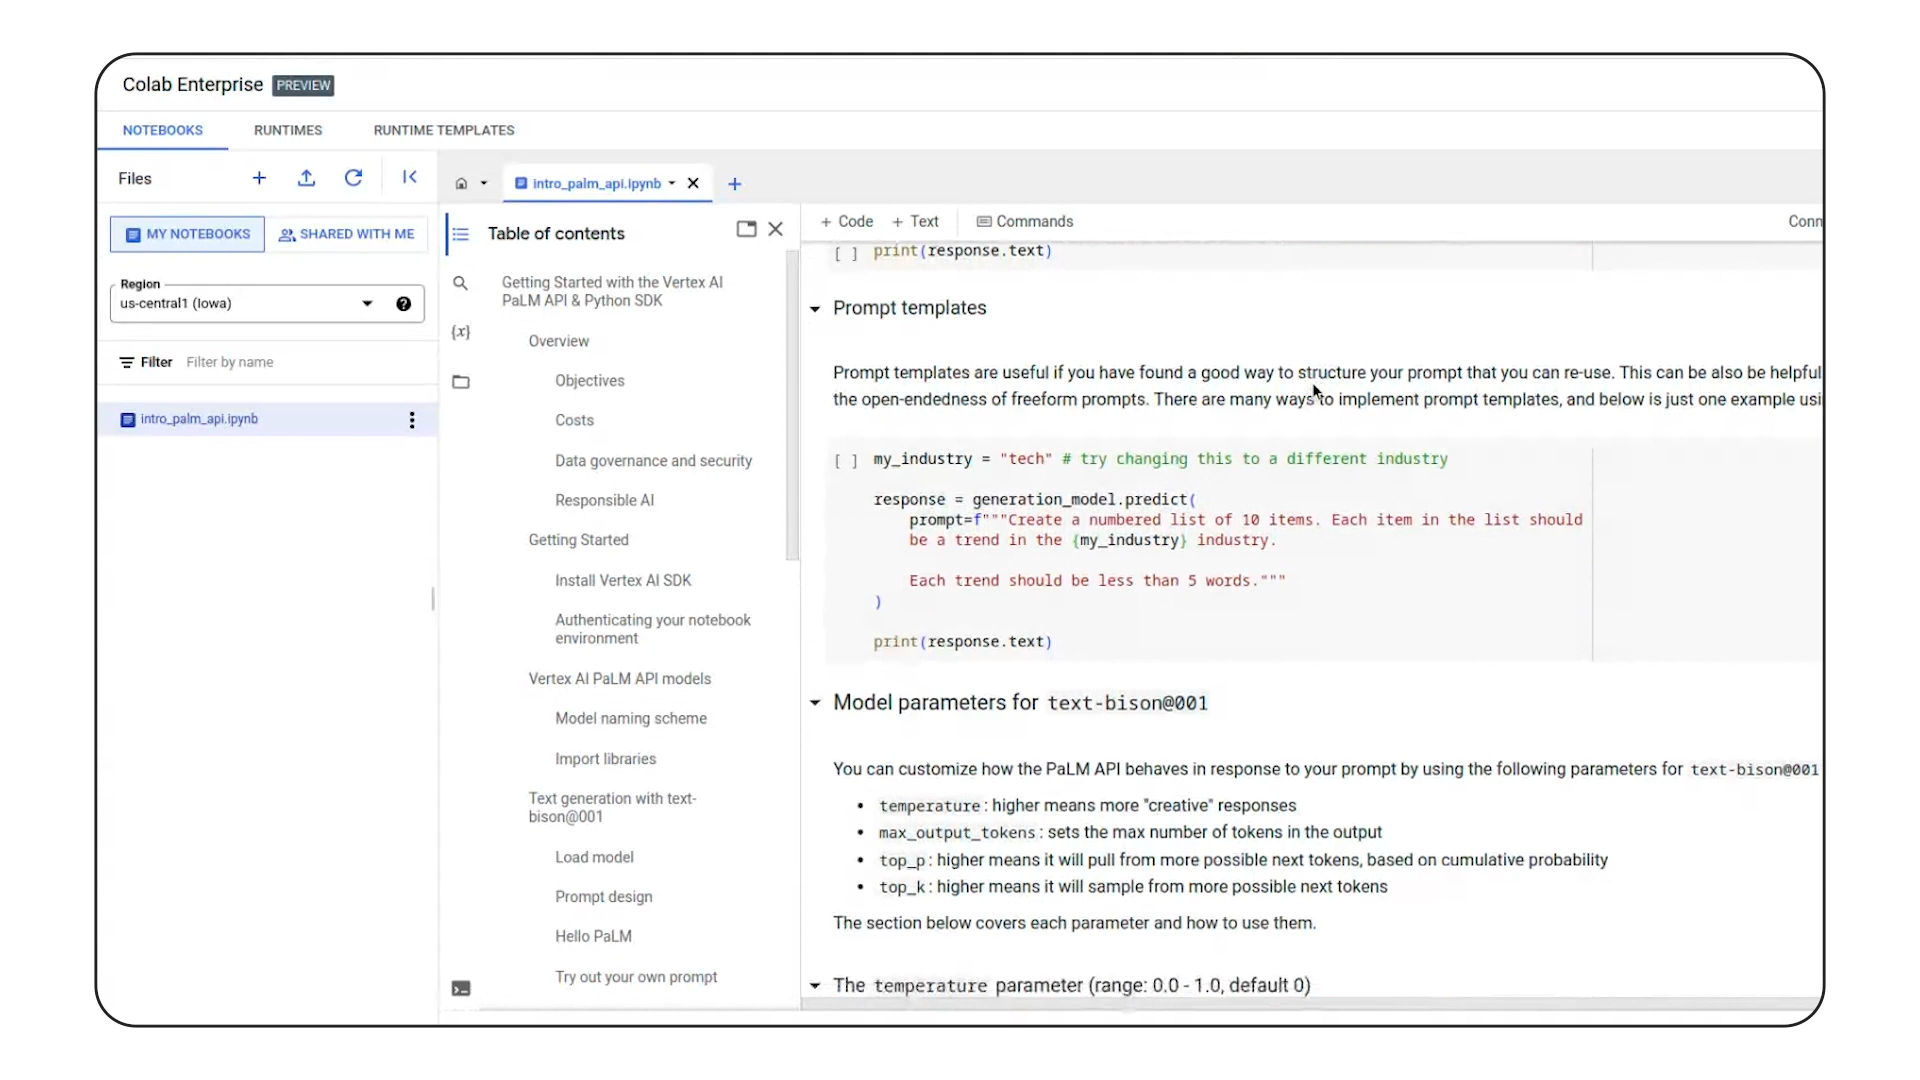 Colab Enterprise PREVIEW
NOTEBOOKS RUNTIMES RUNTIME TEMPLATES
Files
MY NOTEBOOKS SHARED WITH ME
Region
us-central1 (Iowa)
Filter Filter by name
intro_palm_api.ipynb
intro_palm_api.ipynb
Table of contents
Getting Started with the Vertex AI
PaLM API & Python SDK
Overview
Objectives
Costs
Data governance and security
Responsible AI
Getting Started
Install Vertex AI SDK
Authenticating your notebook
environment
Vertex AI PaLM API models
Model naming scheme
Import libraries
Text generation with text-
bison@001
Load model
Prompt design
Hello PaLM
Try out your own prompt
+ Code + Text Commands Conn
[ ] print(response.text)
Prompt templates
Prompt templates are useful if you have found a good way to structure your prompt that you can re-use. This can be also be helpful
the open-endedness of freeform prompts. There are many ways to implement prompt templates, and below is just one example usi
[ ] my_industry = "tech" # try changing this to a different industry
response = generation_model.predict(
prompt=f"""Create a numbered list of 10 items. Each item in the list should
be a trend in the {my_industry} industry.
Each trend should be less than 5 words."""
)
print(response.text)
Model parameters for text-bison@001
You can customize how the PaLM API behaves in response to your prompt by using the following parameters for text-bison@001
• temperature: higher means more "creative" responses
• max_output_tokens: sets the max number of tokens in the output
• top_p: higher means it will pull from more possible next tokens, based on cumulative probability
• top_k: higher means it will sample from more possible next tokens
The section below covers each parameter and how to use them.
The temperature parameter (range: 0.0 - 1.0, default 0)